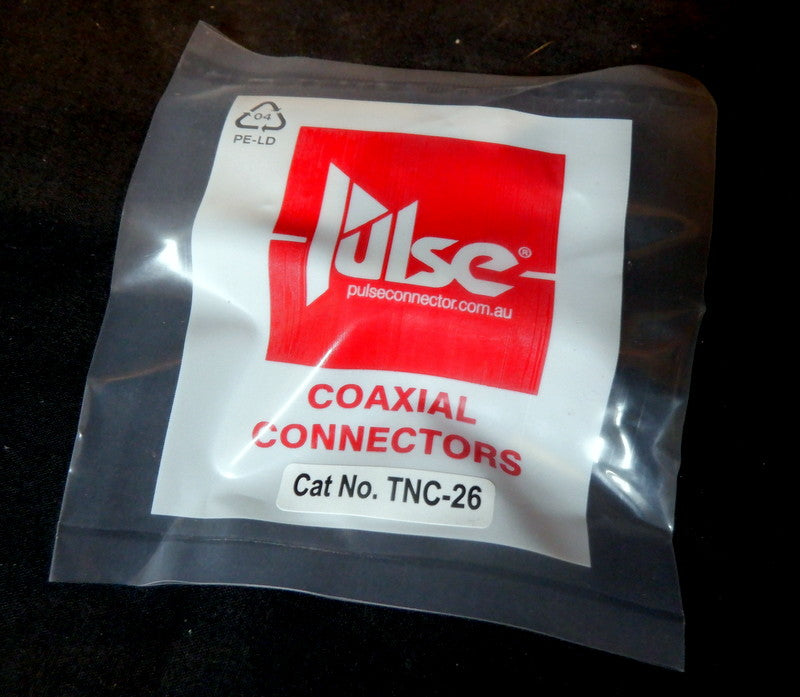 04
PE-LD
Pulse®
pulseconnector.com.au
COAXIAL
CONNECTORS
Cat No. TNC-26